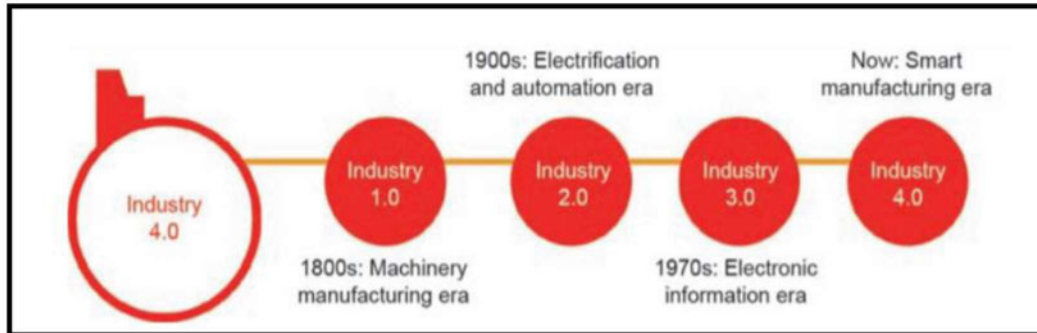 Industry
4.0
Industry
1.0
1800s: Machinery
manufacturing era
1900s: Electrification
and automation era
Industry
2.0
Industry
3.0
1970s: Electronic
information era
Now: Smart
manufacturing era
Industry
4.0